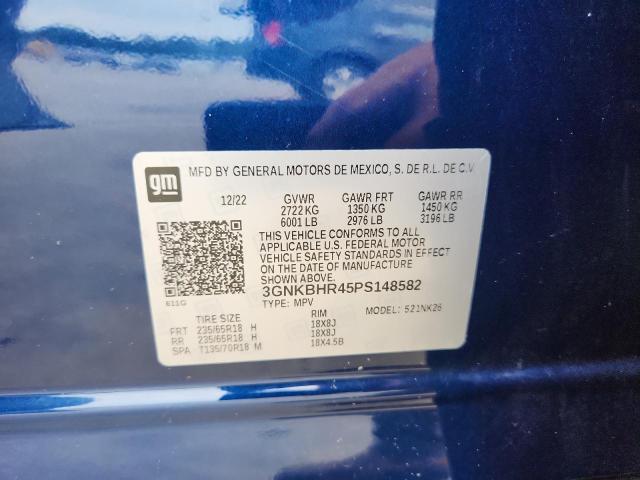 gm
MFD BY GENERAL MOTORS DE MEXICO, S. DE R.L. DE C.V
12/22 GVWR GAWR FRT GAWR RR
2722 KG 1350 KG 1450 KG
6001 LB 2976 LB 3196 LB
THIS VEHICLE CONFORMS TO ALL
APPLICABLE U.S. FEDERAL MOTOR
VEHICLE SAFETY STANDARDS IN
EFFECT ON THE DATE OF MANUFACTURE
SHOWN ABOVE.
3GNKBHR45PS148582
611G TYPE: MPV MODEL: 521NK26
TIRE SIZE RIM
FRT 235/65R18 H 18X8J
RR 235/65R18 H 18X8J
SPA T135/70R18 M 18X4.5B